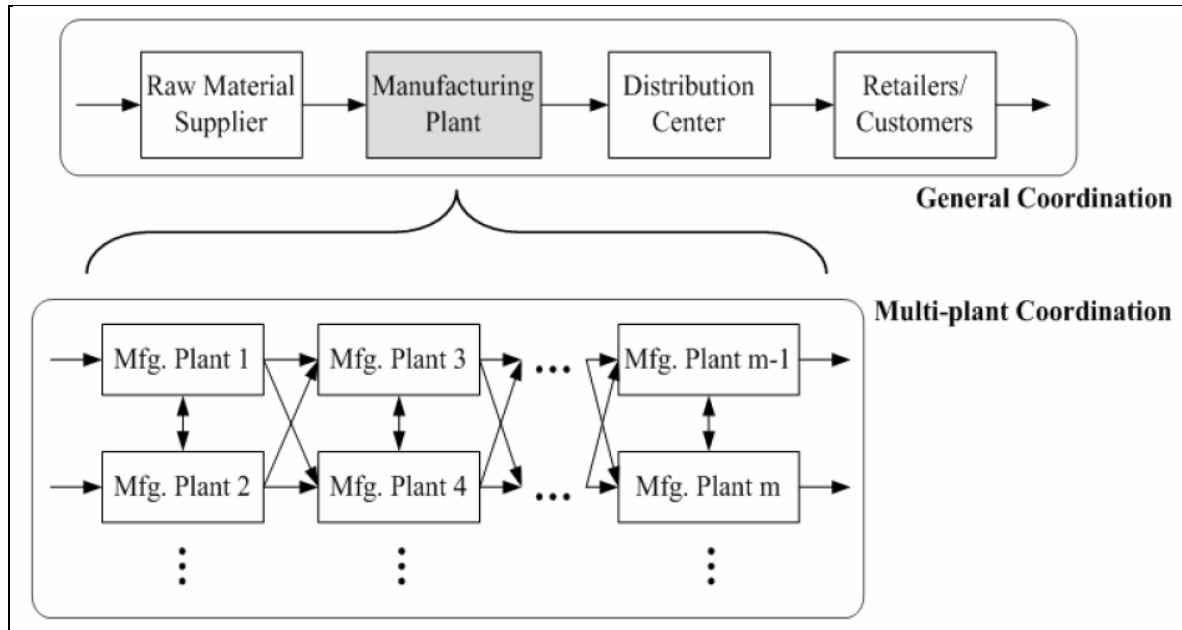 Raw Material
Supplier
Manufacturing
Plant
Distribution
Center
Retailers/
Customers
General Coordination
Multi-plant Coordination
Mfg. Plant 1
Mfg. Plant 3
...
Mfg. Plant m-1
Mfg. Plant 2
Mfg. Plant 4
...
Mfg. Plant m